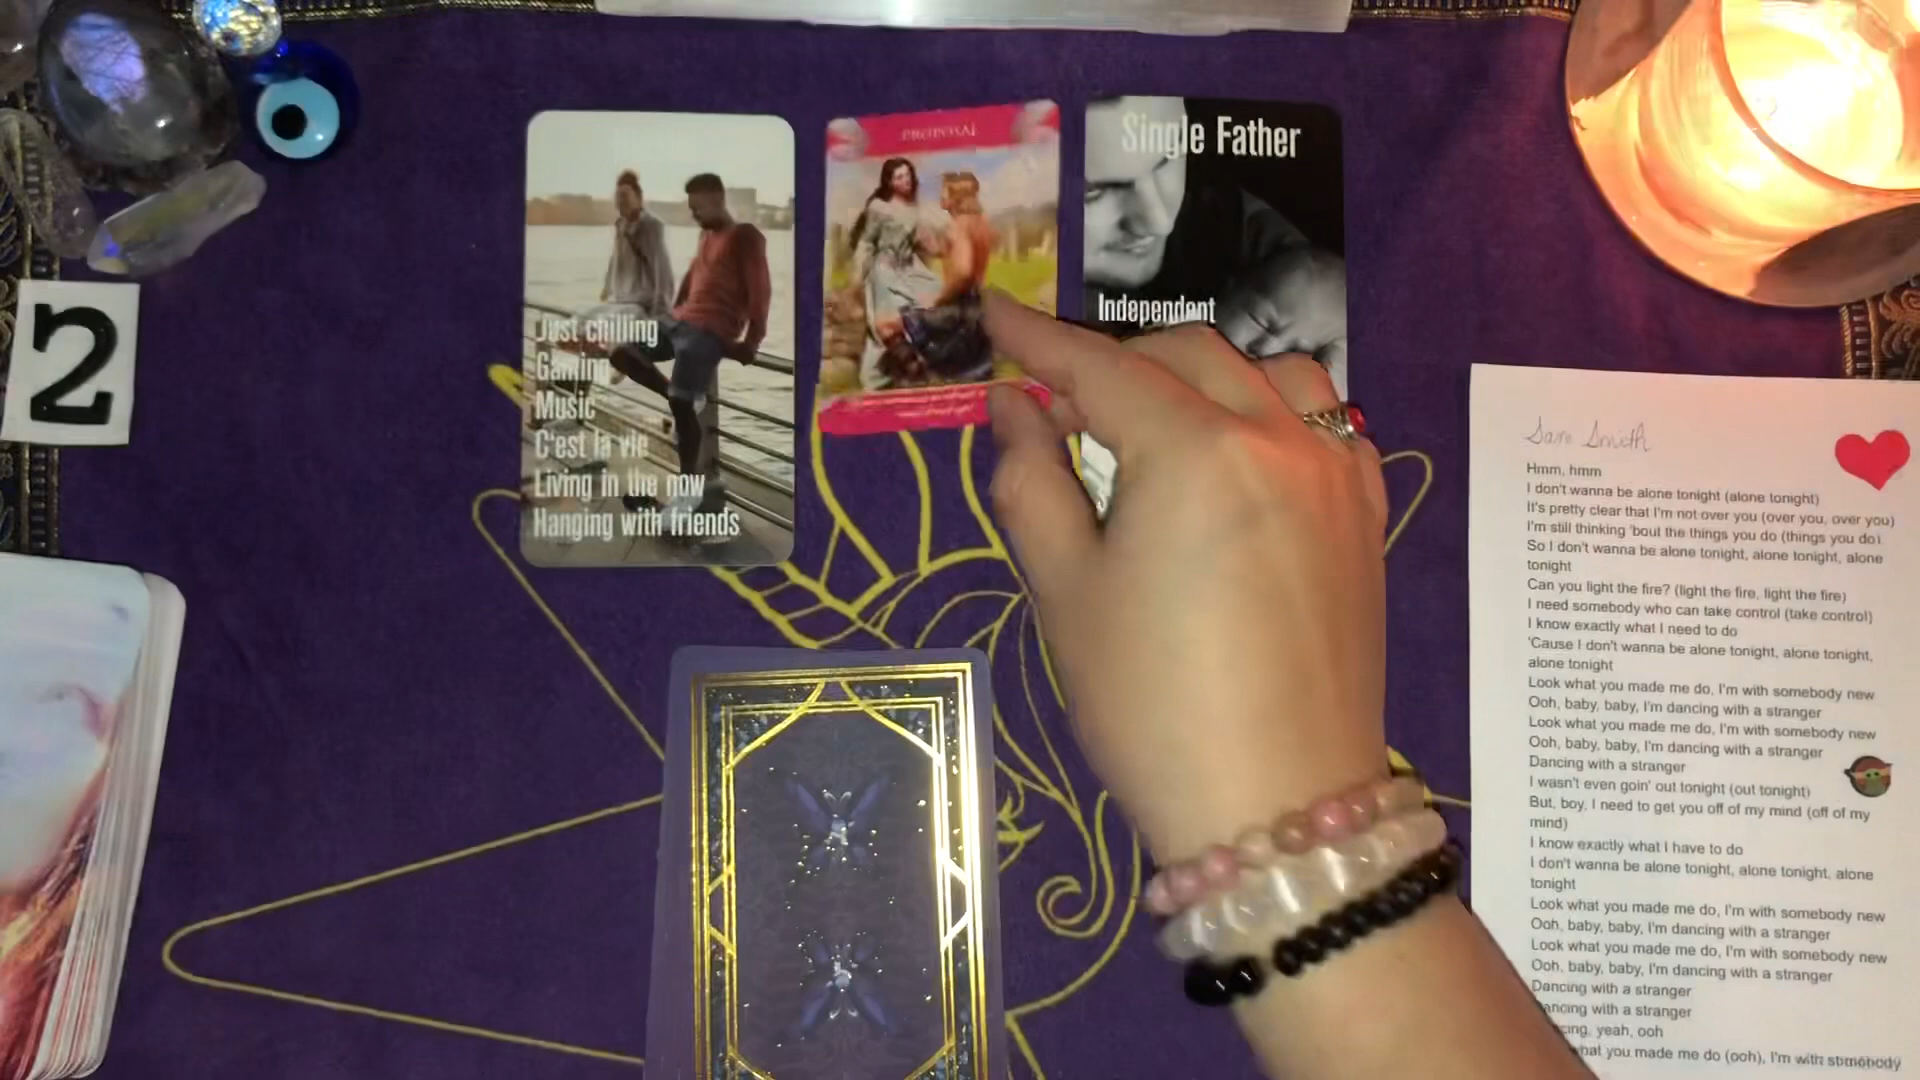 2
Just chilling
Gaming
Music
C'est la vie
Living in the now
Hanging with friends
PROPOSAL
Single Father
Independent
Sam Smith
Hmm, hmm
I don't wanna be alone tonight (alone tonight)
It's pretty clear that I'm not over you (over you, over you)
I'm still thinking 'bout the things you do (things you do)
So I don't wanna be alone tonight, alone tonight, alone
tonight
Can you light the fire? (light the fire, light the fire)
I need somebody who can take control (take control)
I know exactly what I need to do
'Cause I don't wanna be alone tonight, alone tonight,
alone tonight
Look what you made me do, I'm with somebody new
Ooh, baby, baby, I'm dancing with a stranger
Look what you made me do, I'm with somebody new
Ooh, baby, baby, I'm dancing with a stranger
Dancing with a stranger
I wasn't even goin' out tonight (out tonight)
But, boy, I need to get you off of my mind (off of my
mind)
I know exactly what I have to do
I don't wanna be alone tonight, alone tonight, alone
tonight
Look what you made me do, I'm with somebody new
Ooh, baby, baby, I'm dancing with a stranger
Look what you made me do, I'm with somebody new
Ooh, baby, baby, I'm dancing with a stranger
Dancing with a stranger
ancing with a stranger
cing, yeah, ooh
hat you made me do (ooh), I'm with somebody